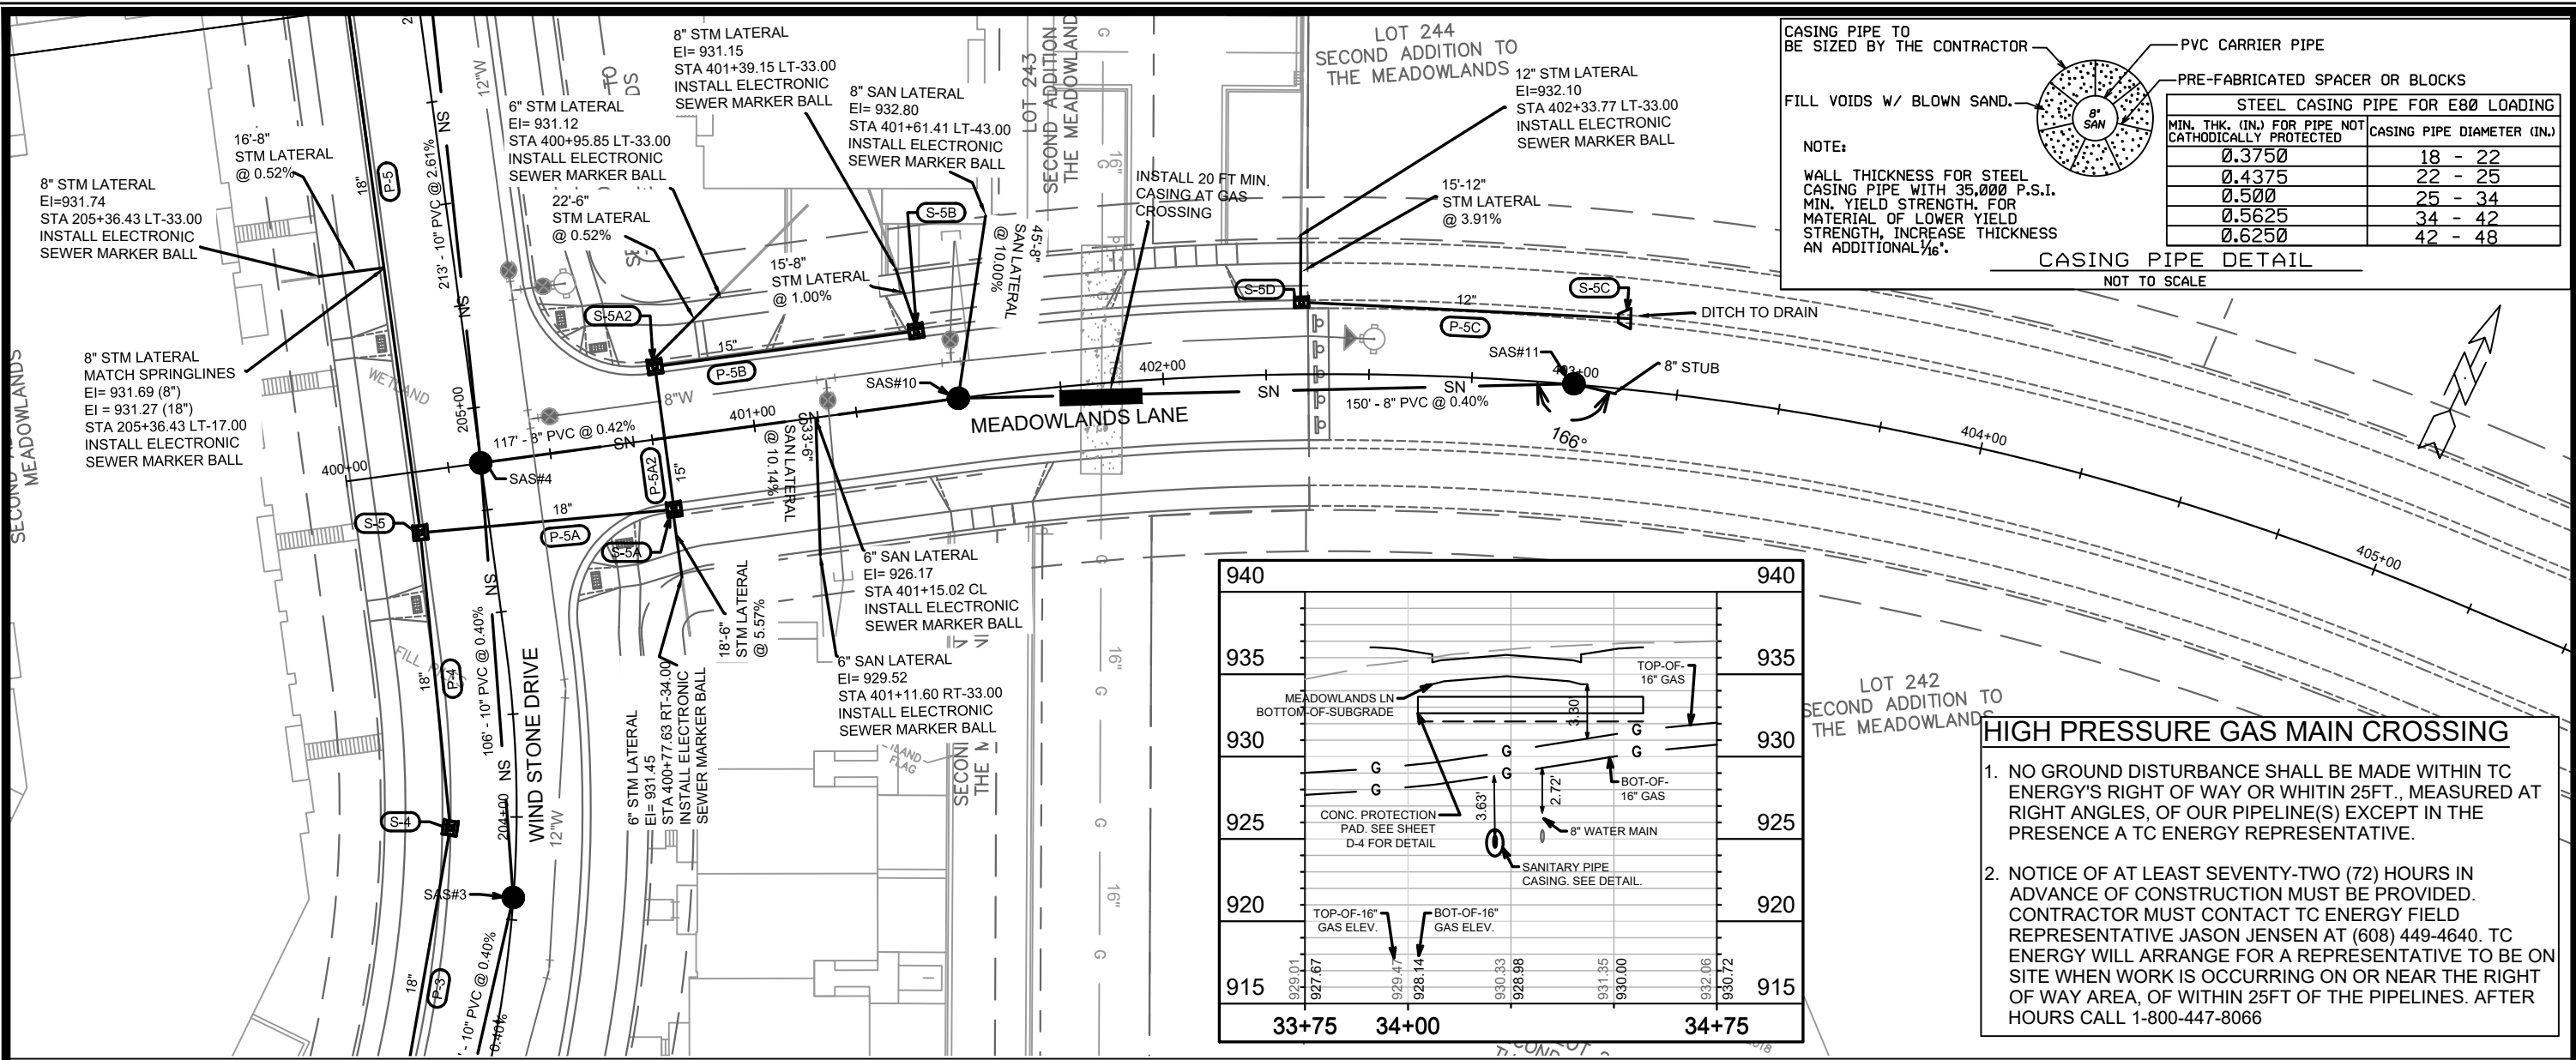 8" STM LATERAL
EI=931.74
STA 205+36.43 LT-33.00
INSTALL ELECTRONIC
SEWER MARKER BALL
16'-8"
STM LATERAL
@ 0.52%
8" STM LATERAL
MATCH SPRINGLINES
EI= 931.69 (8")
EI = 931.27 (18")
STA 205+36.43 LT-17.00
INSTALL ELECTRONIC
SEWER MARKER BALL
MEADOWLANDS
18"
P-5
213' - 10" PVC @ 2.61%
SN
SN
12"W
205+00
WETLAND
6" STM LATERAL
EI= 931.12
STA 400+95.85 LT-33.00
INSTALL ELECTRONIC
SEWER MARKER BALL
22'-6"
STM LATERAL
@ 0.52%
8" STM LATERAL
EI= 931.15
STA 401+39.15 LT-33.00
INSTALL ELECTRONIC
SEWER MARKER BALL
15'-8"
STM LATERAL
@ 1.00%
8" SAN LATERAL
EI= 932.80
STA 401+61.41 LT-43.00
INSTALL ELECTRONIC
SEWER MARKER BALL
45'-8"
SAN LATERAL
@ 10.00%
LOT 243
SECOND ADDITION
THE MEADOWLAND
G
16"
G
INSTALL 20 FT MIN.
CASING AT GAS
CROSSING
LOT 244
SECOND ADDITION TO
THE MEADOWLANDS
12" STM LATERAL
EI=932.10
STA 402+33.77 LT-33.00
INSTALL ELECTRONIC
SEWER MARKER BALL
15'-12"
STM LATERAL
@ 3.91%
S-5B
S-5A2
S-5D
S-5C
15"
P-5B
12"
P-5C
DITCH TO DRAIN
SAS#10
SAS#11
8" STUB
402+00
403+00
404+00
405+00
SN
SN
150' - 8" PVC @ 0.40%
166°
MEADOWLANDS LANE
8"W
401+00
400+00
117' - 8" PVC @ 0.42%
SN
SAS#4
P-5A2
15"
33'-6"
SAN LATERAL
@ 10.14%
S-5
18"
P-5A
S-5A
6" SAN LATERAL
EI= 926.17
STA 401+15.02 CL
INSTALL ELECTRONIC
SEWER MARKER BALL
6" SAN LATERAL
EI= 929.52
STA 401+11.60 RT-33.00
INSTALL ELECTRONIC
SEWER MARKER BALL
18'-6"
STM LATERAL
@ 5.57%
6" STM LATERAL
EI= 931.45
STA 400+77.63 RT-34.00
INSTALL ELECTRONIC
SEWER MARKER BALL
SN
106' - 10" PVC @ 0.40%
SN
204+00
WIND STONE DRIVE
12"W
18"
P-4
S-4
SAS#3
18"
P-3
- 10" PVC @ 0.40%
0.40%
FLAG
G
16"
G
16"
G
CASING PIPE TO
BE SIZED BY THE CONTRACTOR
PVC CARRIER PIPE
PRE-FABRICATED SPACER OR BLOCKS
FILL VOIDS W/ BLOWN SAND.
8"
SAN
NOTE:
WALL THICKNESS FOR STEEL
CASING PIPE WITH 35,000 P.S.I.
MIN. YIELD STRENGTH. FOR
MATERIAL OF LOWER YIELD
STRENGTH, INCREASE THICKNESS
AN ADDITIONAL 1/16".
STEEL CASING PIPE FOR E80 LOADING
MIN. THK. (IN.) FOR PIPE NOT CATHODICALLY PROTECTED
CASING PIPE DIAMETER (IN.)
0.3750 18 - 22
0.4375 22 - 25
0.500 25 - 34
0.5625 34 - 42
0.6250 42 - 48
CASING PIPE DETAIL
NOT TO SCALE
LOT 242
SECOND ADDITION TO
THE MEADOWLANDS
940 940
935 935
930 930
925 925
920 920
915 915
TOP-OF-
16" GAS
MEADOWLANDS LN
BOTTOM-OF-SUBGRADE
3.30'
G G G
G G G
BOT-OF-
16" GAS
3.63'
2.72'
CONC. PROTECTION
PAD. SEE SHEET
D-4 FOR DETAIL
8" WATER MAIN
SANITARY PIPE
CASING. SEE DETAIL.
TOP-OF-16"
GAS ELEV.
BOT-OF-16"
GAS ELEV.
929.01 927.67
929.47 928.14
930.33 928.98
931.35 930.00
932.06 930.72
33+75 34+00 34+75
HIGH PRESSURE GAS MAIN CROSSING
1. NO GROUND DISTURBANCE SHALL BE MADE WITHIN TC
ENERGY'S RIGHT OF WAY OR WHITIN 25FT., MEASURED AT
RIGHT ANGLES, OF OUR PIPELINE(S) EXCEPT IN THE
PRESENCE A TC ENERGY REPRESENTATIVE.
2. NOTICE OF AT LEAST SEVENTY-TWO (72) HOURS IN
ADVANCE OF CONSTRUCTION MUST BE PROVIDED.
CONTRACTOR MUST CONTACT TC ENERGY FIELD
REPRESENTATIVE JASON JENSEN AT (608) 449-4640. TC
ENERGY WILL ARRANGE FOR A REPRESENTATIVE TO BE ON
SITE WHEN WORK IS OCCURRING ON OR NEAR THE RIGHT
OF WAY AREA, OF WITHIN 25FT OF THE PIPELINES. AFTER
HOURS CALL 1-800-447-8066